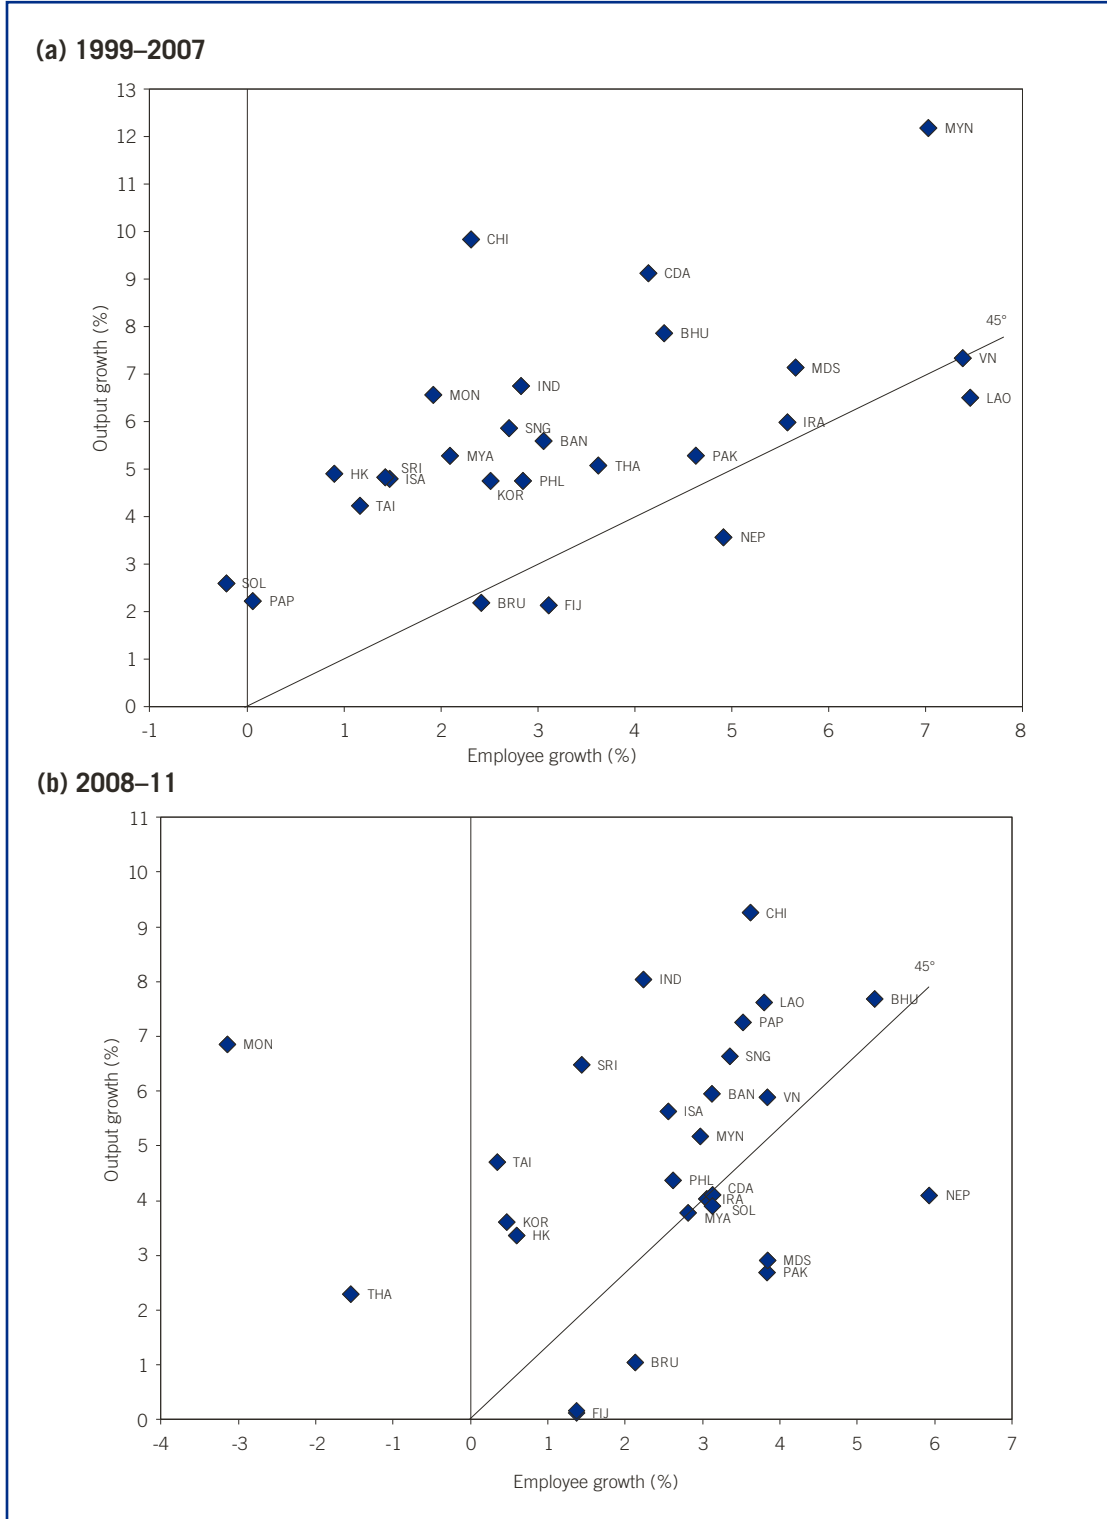 (a) 1999–2007
13
12
11
10
9
8
7
6
5
4
3
2
1
0
Output growth (%)
MYN
CHI
CDA
BHU
45°
VN
MDS
LAO
IND
MON
IRA
SNG
BAN
MYA
PAK
THA
SRI
HK
ISA
PHL
KOR
TAI
NEP
SOL
PAP
BRU
FIJ
-1 0 1 2 3 4 5 6 7 8
Employee growth (%)
(b) 2008–11
11
10
9
8
7
6
5
4
3
2
1
0
Output growth (%)
CHI
45°
IND
LAO
BHU
PAP
MON
SNG
SRI
BAN
VN
ISA
MYN
TAI
PHL
CDA
IRA
NEP
SOL
MYA
KOR
HK
MDS
PAK
THA
BRU
FIJ
-4 -3 -2 -1 0 1 2 3 4 5 6 7
Employee growth (%)